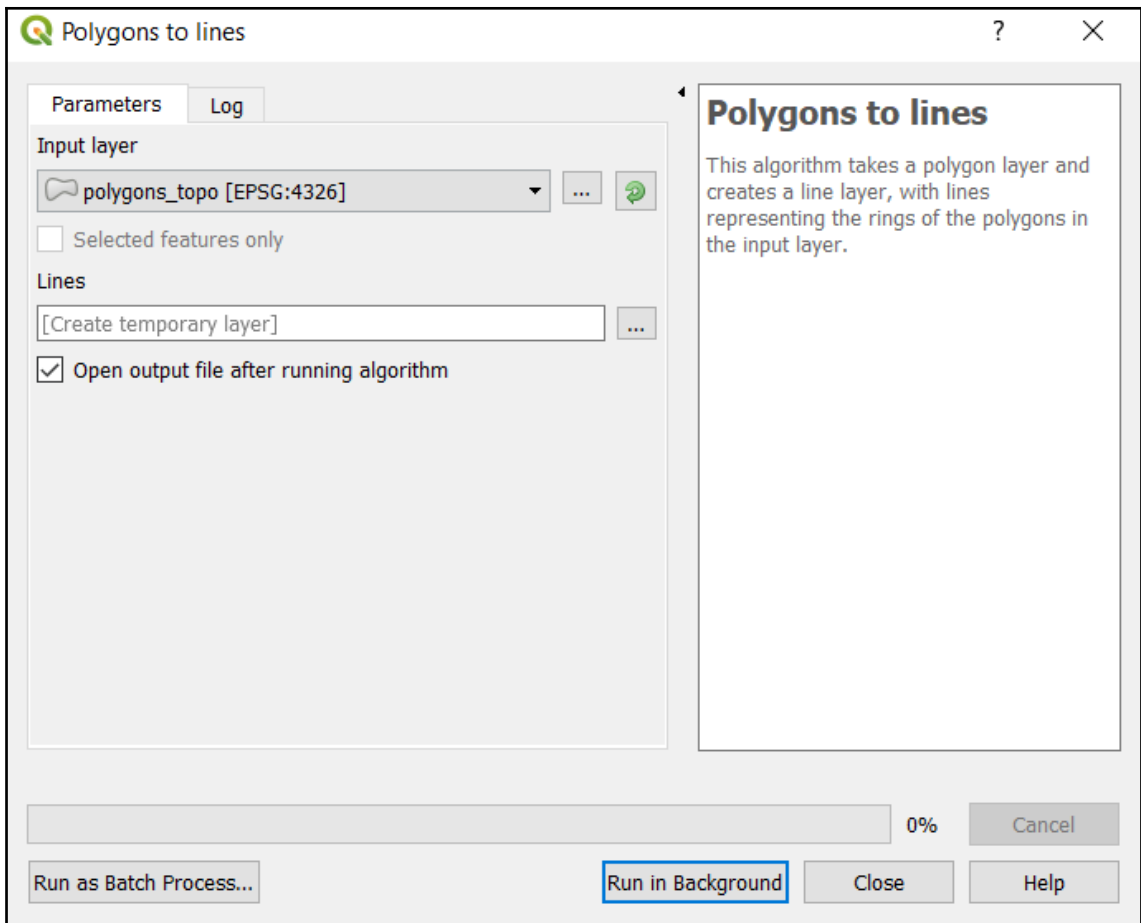 Polygons to lines
?
Parameters
Log
Input layer
polygons_topo [EPSG:4326]
...
Selected features only
Lines
[Create temporary layer]
...
Open output file after running algorithm
Polygons to lines
This algorithm takes a polygon layer and
creates a line layer, with lines
representing the rings of the polygons in
the input layer.
0%
Cancel
Run as Batch Process...
Run in Background
Close
Help